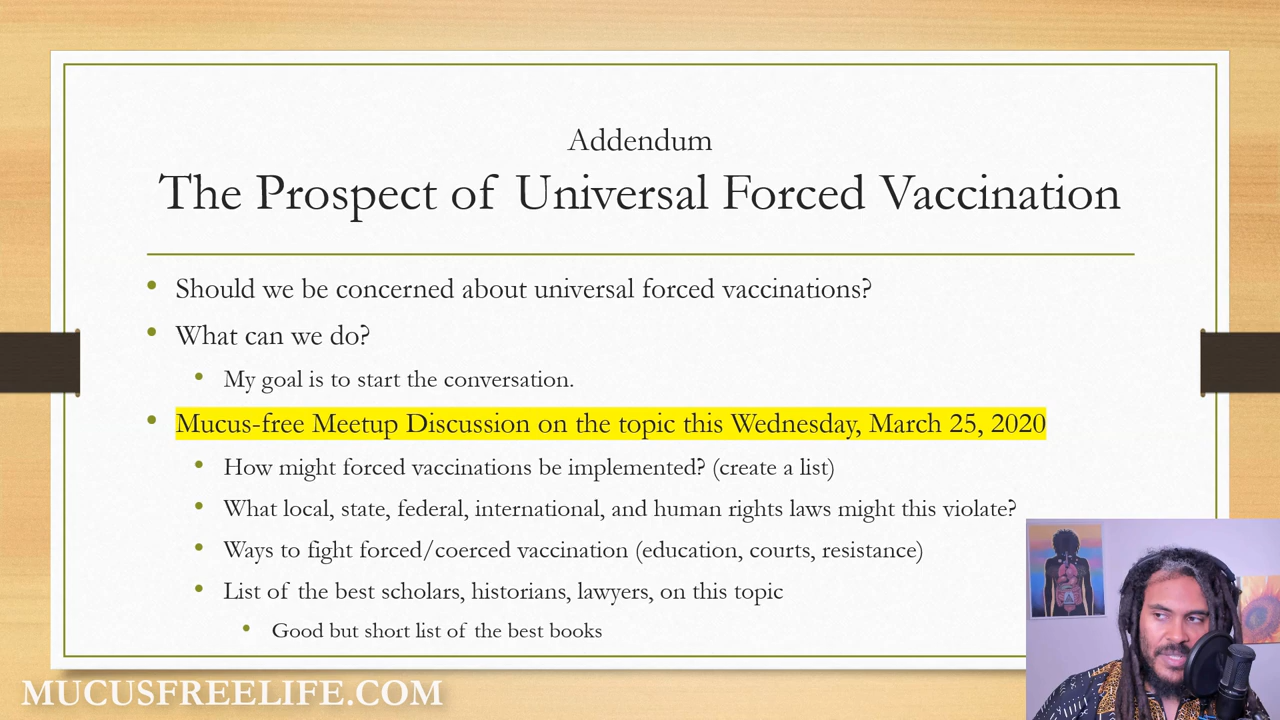 Addendum
The Prospect of Universal Forced Vaccination
Should we be concerned about universal forced vaccinations?
What can we do?
My goal is to start the conversation.
Mucus-free Meetup Discussion on the topic this Wednesday, March 25, 2020
How might forced vaccinations be implemented? (create a list)
What local, state, federal, international, and human rights laws might this violate?
Ways to fight forced/coerced vaccination (education, courts, resistance)
List of the best scholars, historians, lawyers, on this topic
Good but short list of the best books
MUCUSFREELIFE.COM